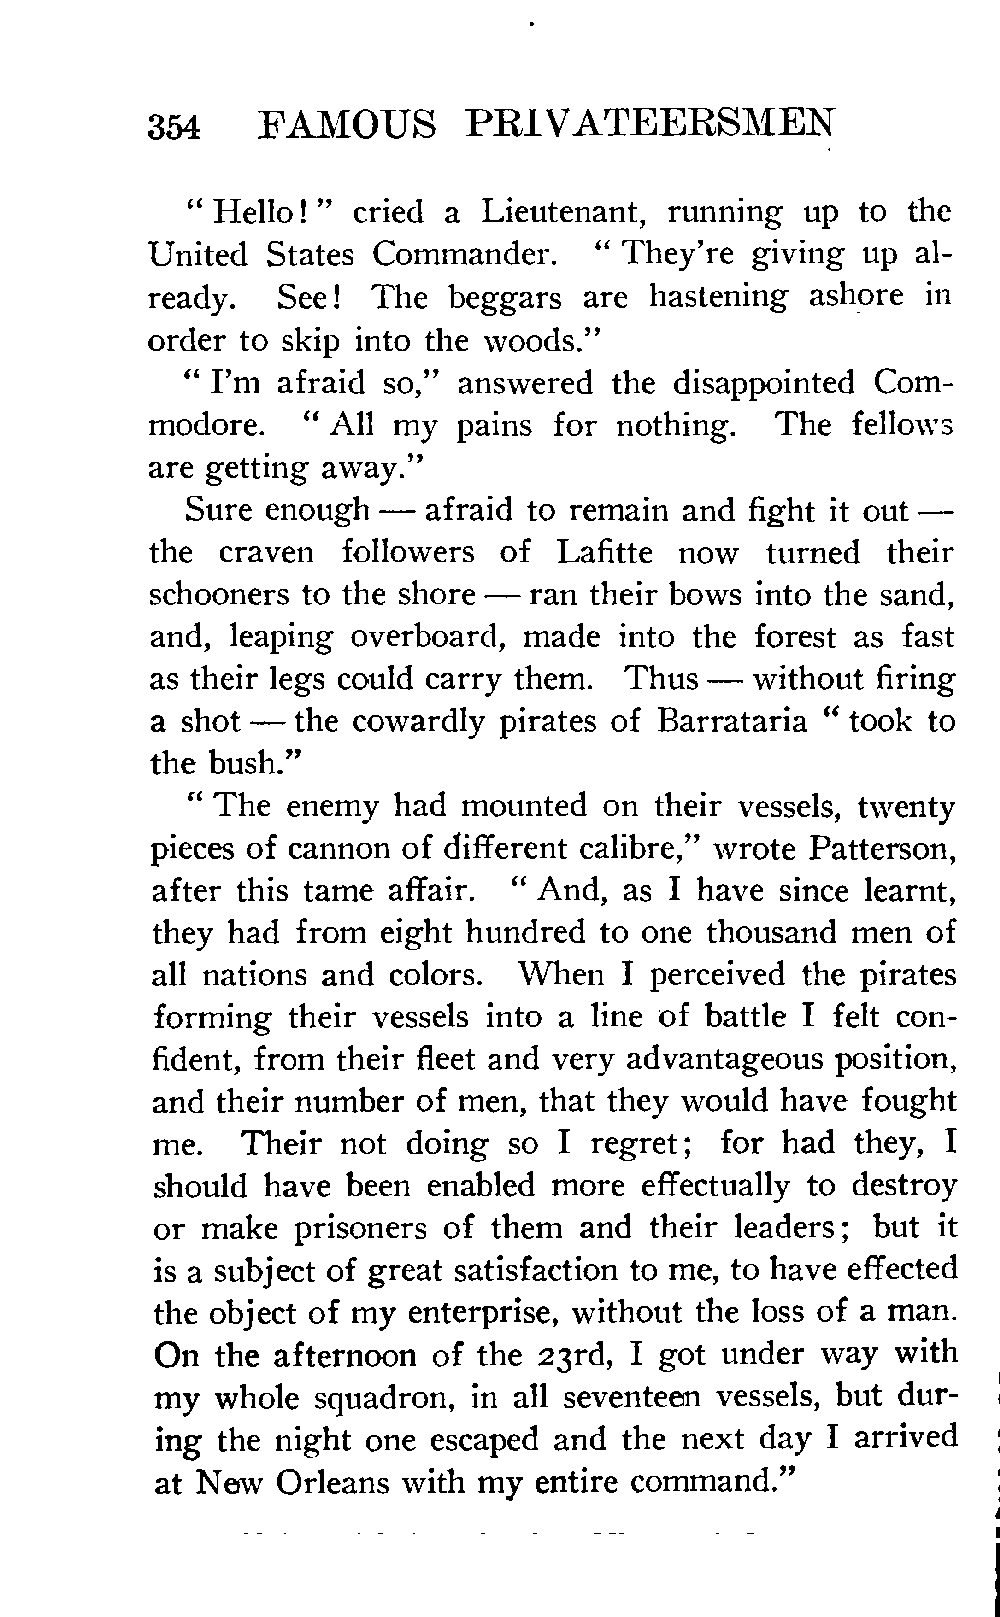 354 FAMOUS PRIVATEERSMEN
“ Hello! ” cried a Lieutenant, running up to the
United States Commander. “ They’re giving up al-
ready. See! The beggars are hastening ashore in
order to skip into the woods.”
“ I’m afraid so,” answered the disappointed Com-
modore. “ All my pains for nothing. The fellows
are getting away.”
Sure enough — afraid to remain and fight it out —
the craven followers of Lafitte now turned their
schooners to the shore — ran their bows into the sand,
and, leaping overboard, made into the forest as fast
as their legs could carry them. Thus — without firing
a shot — the cowardly pirates of Barrataria “ took to
the bush.”
“ The enemy had mounted on their vessels, twenty
pieces of cannon of different calibre,” wrote Patterson,
after this tame affair. “ And, as I have since learnt,
they had from eight hundred to one thousand men of
all nations and colors. When I perceived the pirates
forming their vessels into a line of battle I felt con-
fident, from their fleet and very advantageous position,
and their number of men, that they would have fought
me. Their not doing so I regret; for had they, I
should have been enabled more effectually to destroy
or make prisoners of them and their leaders; but it
is a subject of great satisfaction to me, to have effected
the object of my enterprise, without the loss of a man.
On the afternoon of the 23rd, I got under way with
my whole squadron, in all seventeen vessels, but dur-
ing the night one escaped and the next day I arrived
at New Orleans with my entire command.”